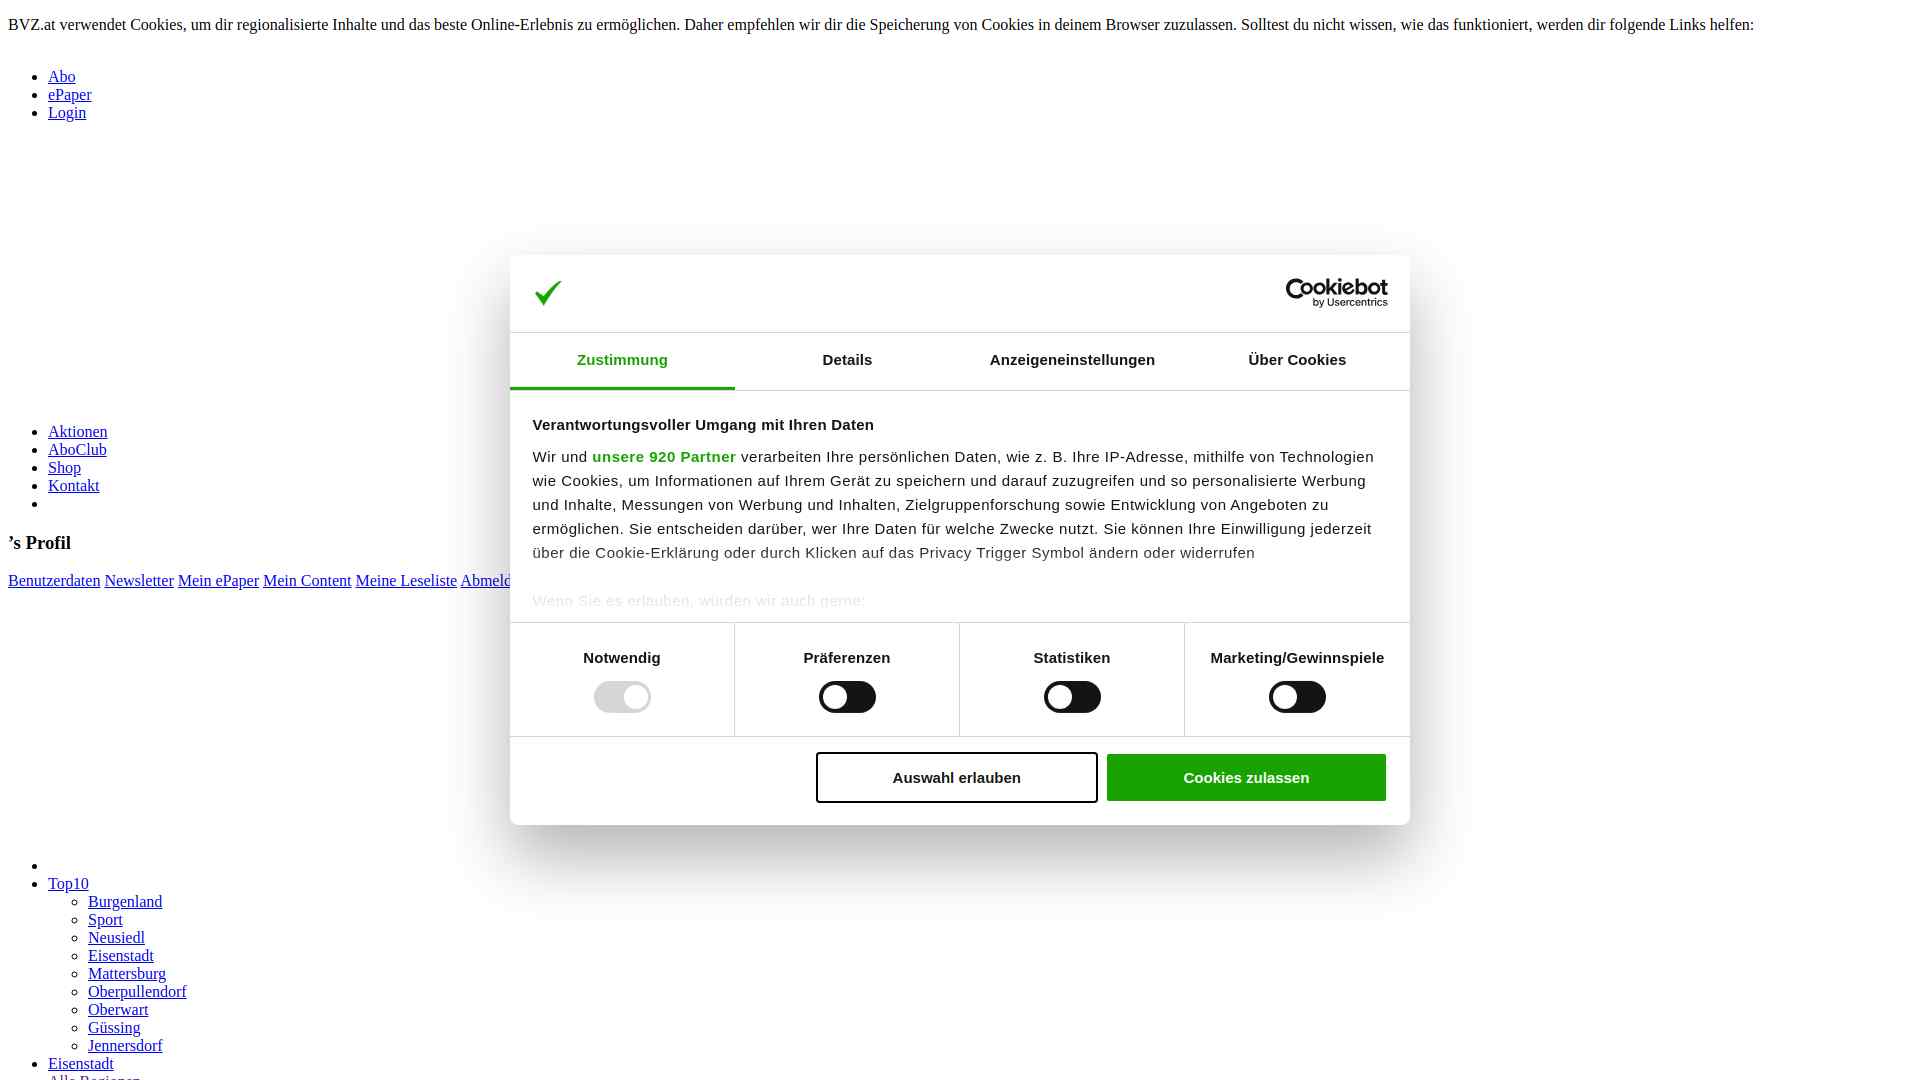 BVZ.at verwendet Cookies, um dir regionalisierte Inhalte und das beste Online-Erlebnis zu ermöglichen. Daher empfehlen wir dir die Speicherung von Cookies in deinem Browser zuzulassen. Solltest du nicht wissen, wie das funktioniert, werden dir folgende Links helfen:
Abo
ePaper
Login
Aktionen
AboClub
Shop
Kontakt
’s Profil
Benutzerdaten Newsletter Mein ePaper Mein Content Meine Leseliste Abmeld
Top10
Burgenland
Sport
Neusiedl
Eisenstadt
Mattersburg
Oberpullendorf
Oberwart
Güssing
Jennersdorf
Eisenstadt
Alle Regionen
Cookiebot
by Usercentrics
Zustimmung Details Anzeigeneinstellungen Über Cookies
Verantwortungsvoller Umgang mit Ihren Daten
Wir und unsere 920 Partner verarbeiten Ihre persönlichen Daten, wie z. B. Ihre IP-Adresse, mithilfe von Technologien
wie Cookies, um Informationen auf Ihrem Gerät zu speichern und darauf zuzugreifen und so personalisierte Werbung
und Inhalte, Messungen von Werbung und Inhalten, Zielgruppenforschung sowie Entwicklung von Angeboten zu
ermöglichen. Sie entscheiden darüber, wer Ihre Daten für welche Zwecke nutzt. Sie können Ihre Einwilligung jederzeit
über die Cookie-Erklärung oder durch Klicken auf das Privacy Trigger Symbol ändern oder widerrufen
Wenn Sie es erlauben, würden wir auch gerne:
Notwendig Präferenzen Statistiken Marketing/Gewinnspiele
Auswahl erlauben Cookies zulassen